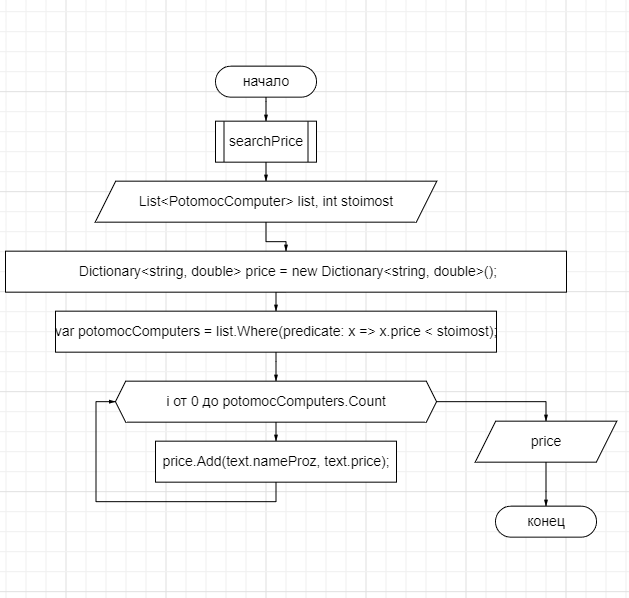 начало
searchPrice
List<PotomocComputer> list, int stoimost
Dictionary<string, double> price = new Dictionary<string, double>();
var potomocComputers = list.Where(predicate: x => x.price < stoimost);
i от 0 до potomocComputers.Count
price.Add(text.nameProz, text.price);
price
конец